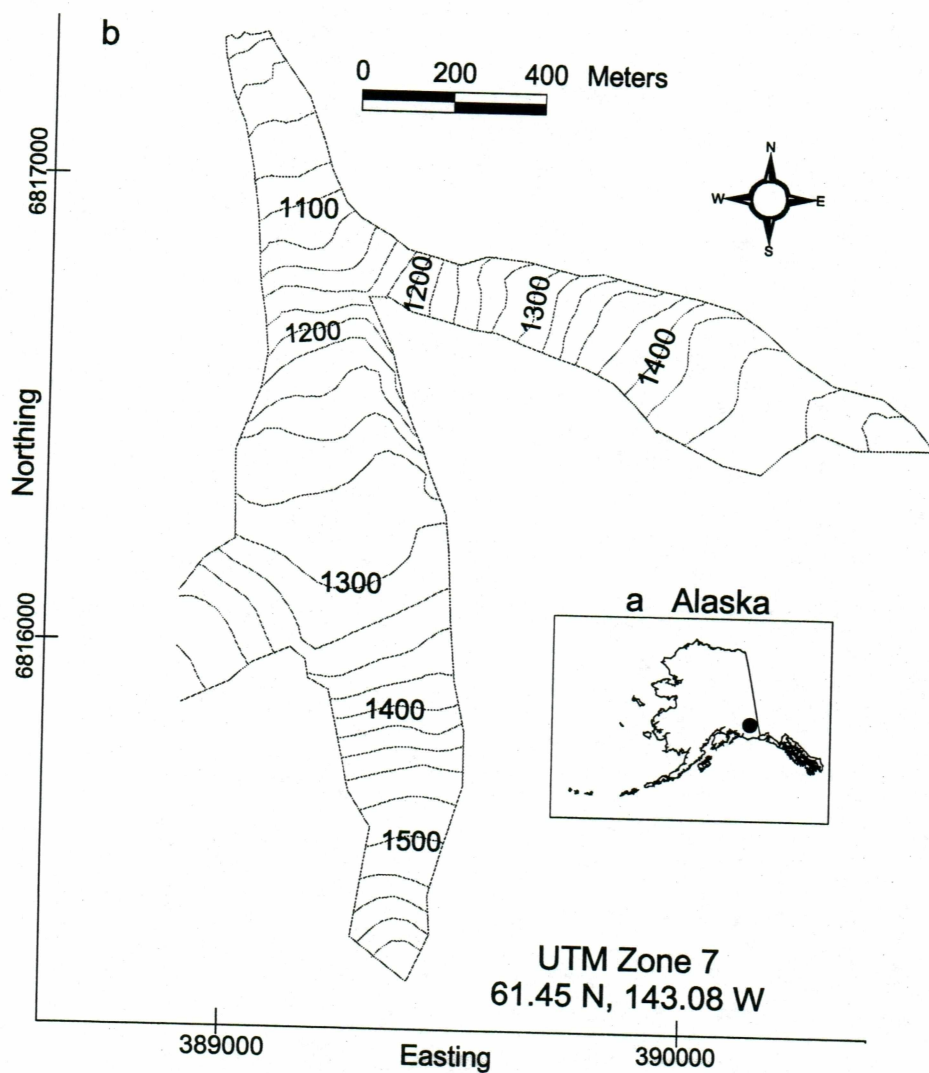 b
0 200 400 Meters
N
W E
S
6817000
1100
1200
1300
1400
1200
Northing
1300
a Alaska
6816000
1400
1500
UTM Zone 7
61.45 N, 143.08 W
389000
390000
Easting